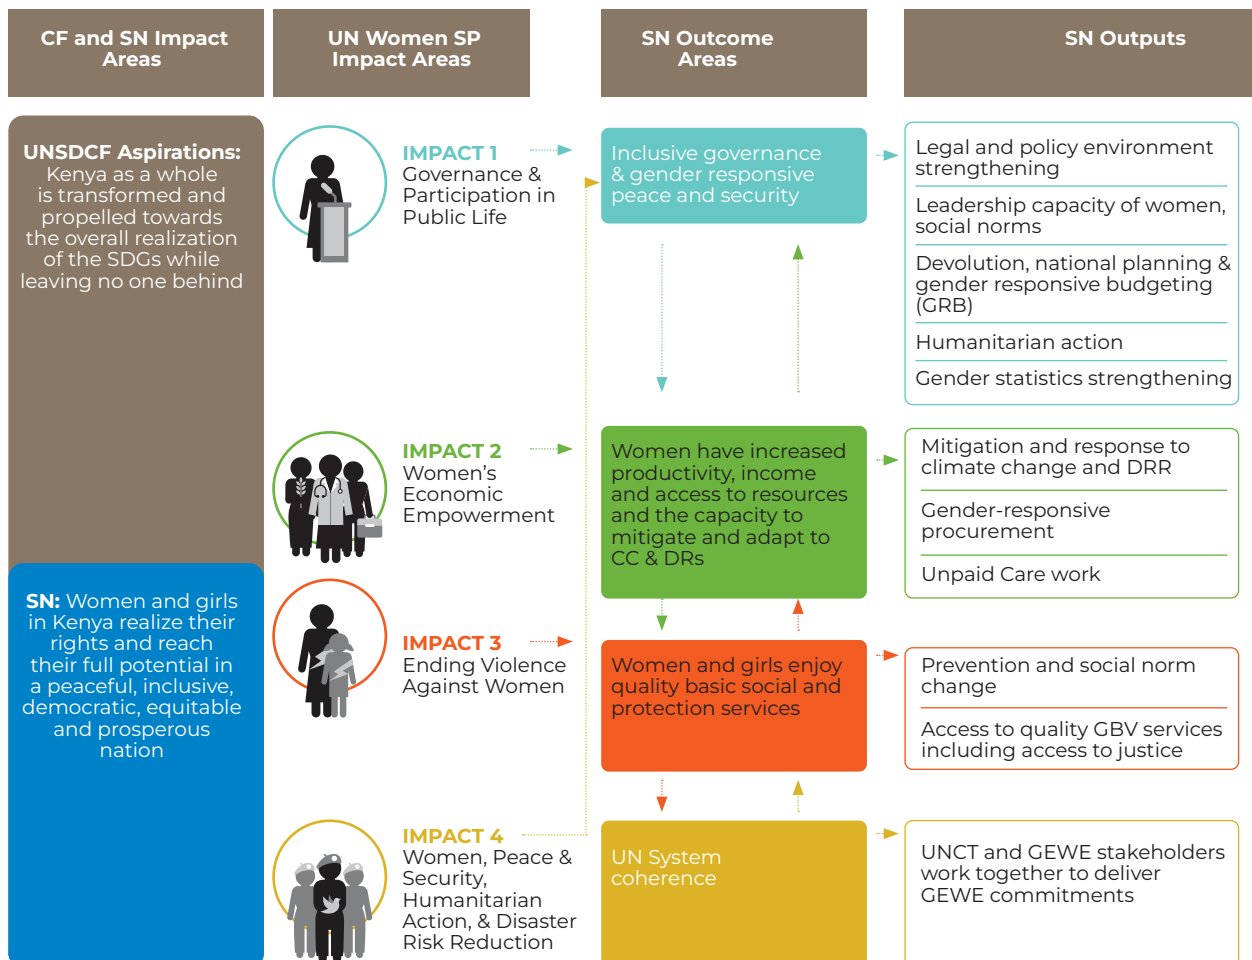 CF and SN Impact
Areas
UN Women SP
Impact Areas
SN Outcome
Areas
SN Outputs
UNSDCF Aspirations:
Kenya as a whole
is transformed and
propelled towards
the overall realization
of the SDGs while
leaving no one behind
SN: Women and girls
in Kenya realize their
rights and reach
their full potential in
a peaceful, inclusive,
democratic, equitable
and prosperous
nation
IMPACT 1
Governance &
Participation in
Public Life
Inclusive governance
& gender responsive
peace and security
Legal and policy environment
strengthening
Leadership capacity of women,
social norms
Devolution, national planning &
gender responsive budgeting
(GRB)
Humanitarian action
Gender statistics strengthening
IMPACT 2
Women's
Economic
Empowerment
Women have increased
productivity, income
and access to resources
and the capacity to
mitigate and adapt to
CC & DRs
Mitigation and response to
climate change and DRR
Gender-responsive
procurement
Unpaid Care work
IMPACT 3
Ending Violence
Against Women
Women and girls enjoy
quality basic social and
protection services
Prevention and social norm
change
Access to quality GBV services
including access to justice
IMPACT 4
Women, Peace &
Security,
Humanitarian
Action, & Disaster
Risk Reduction
UN System
coherence
UNCT and GEWE stakeholders
work together to deliver
GEWE commitments